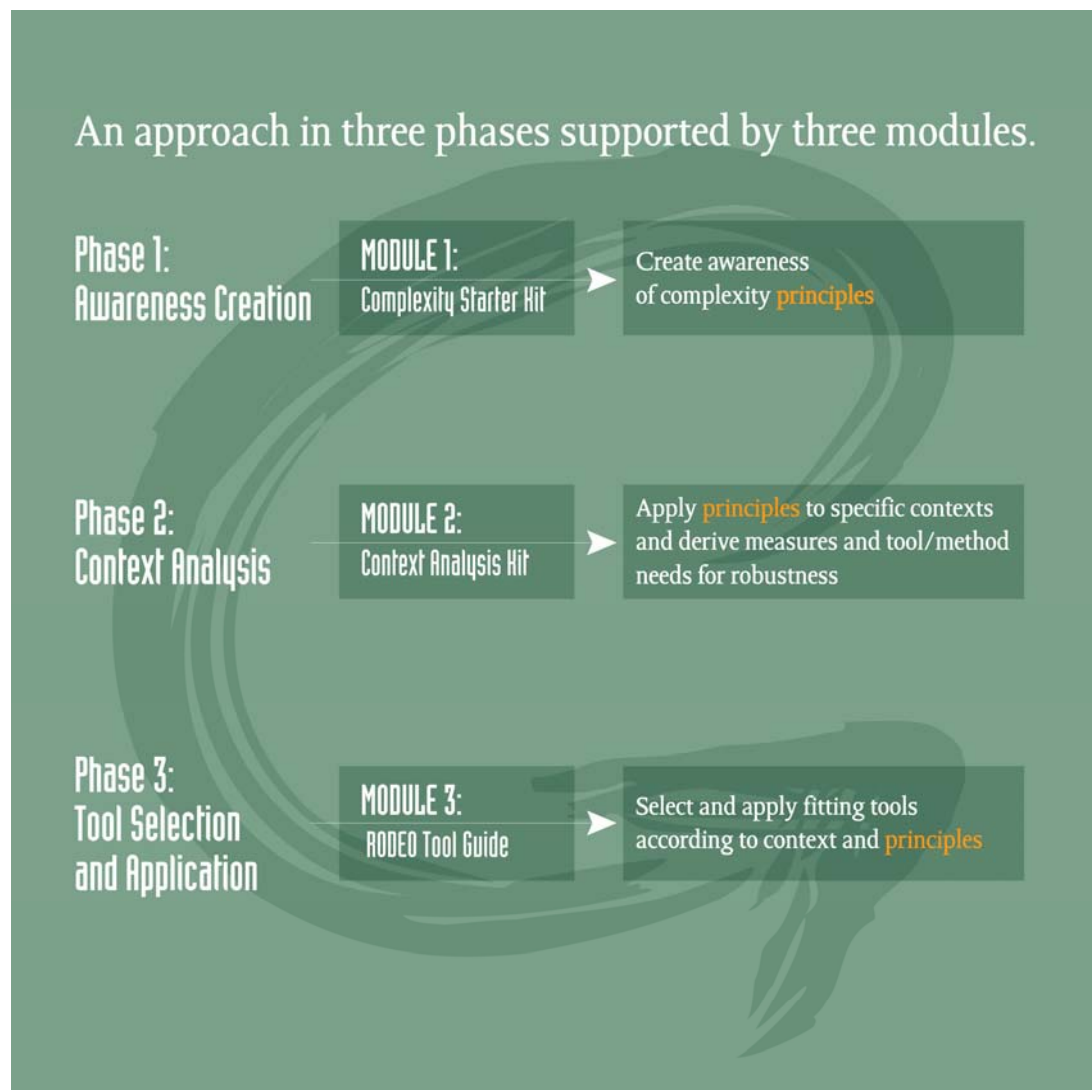 An approach in three phases supported by three modules.
Phase 1:
Awareness Creation
MODULE 1:
Complexity Starter Kit
Create awareness
of complexity principles
Phase 2:
Context Analysis
MODULE 2:
Context Analysis Kit
Apply principles to specific contexts
and derive measures and tool/method
needs for robustness
Phase 3:
Tool Selection
and Application
MODULE 3:
RODEO Tool Guide
Select and apply fitting tools
according to context and principles